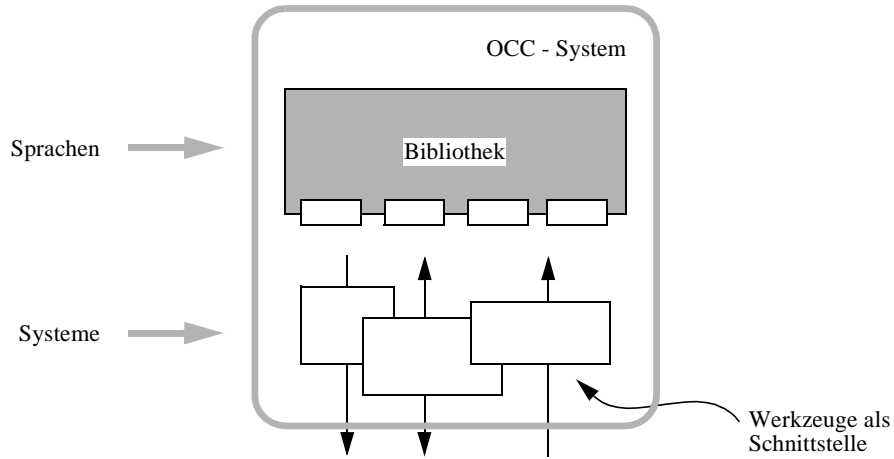 OCC - System
Sprachen
Bibliothek
Systeme
Werkzeuge als
Schnittstelle